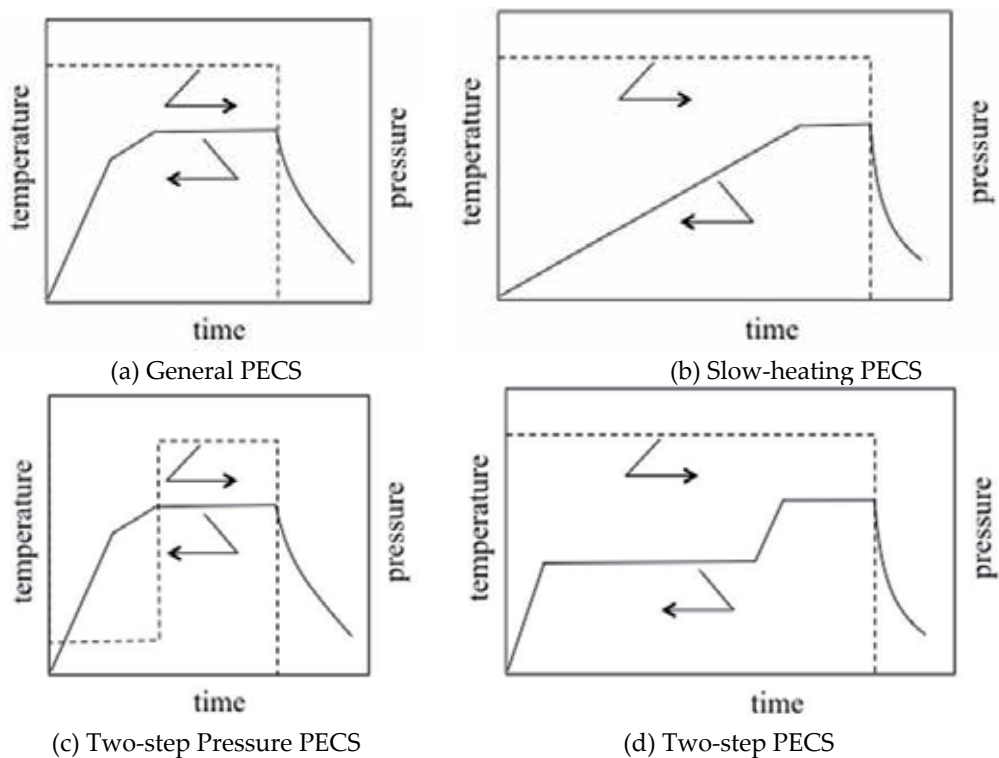 temperature
pressure
time
(a) General PECS
temperature
pressure
time
(b) Slow-heating PECS
temperature
pressure
time
(c) Two-step Pressure PECS
temperature
pressure
time
(d) Two-step PECS